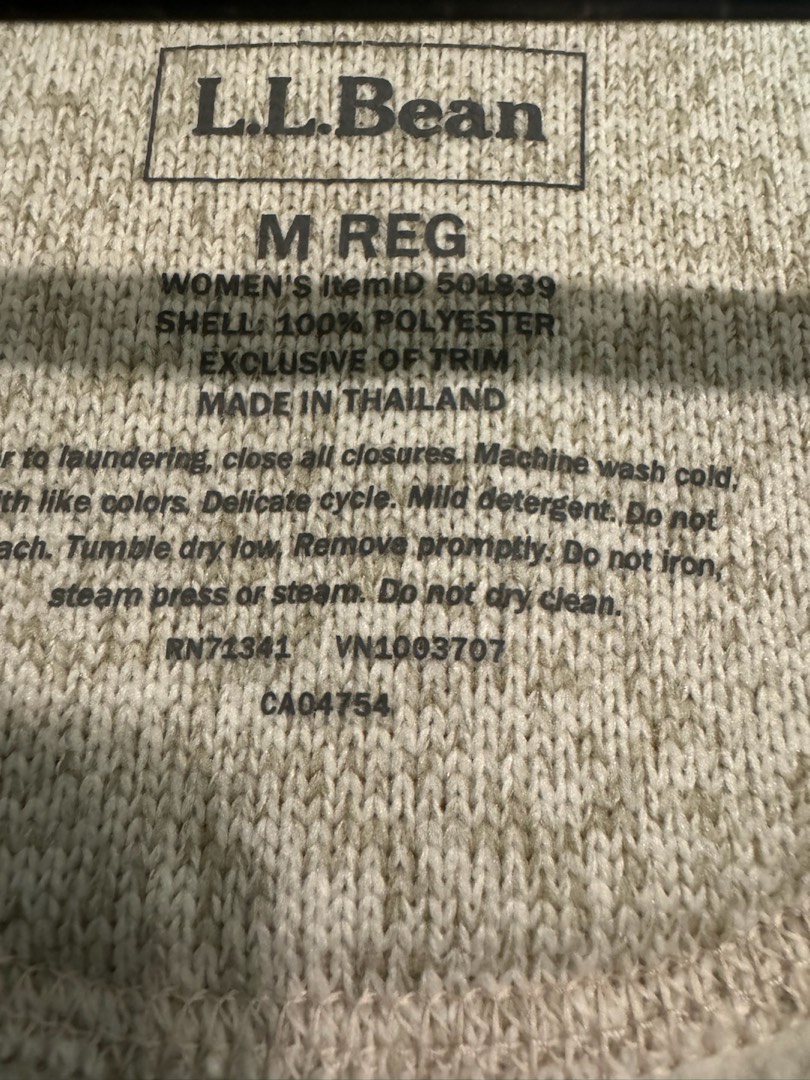 L.L.Bean
M REG
WOMEN'S ItemID 501839
SHELL: 100% POLYESTER
EXCLUSIVE OF TRIM
MADE IN THAILAND
to laundering, close all closures. Machine wash cold,
like colors. Delicate cycle. Mild detergent. Do not
Tumble dry low, Remove promptly. Do not iron,
steam press or steam. Do not dry clean.
RN71341 VN1003707
CA04754